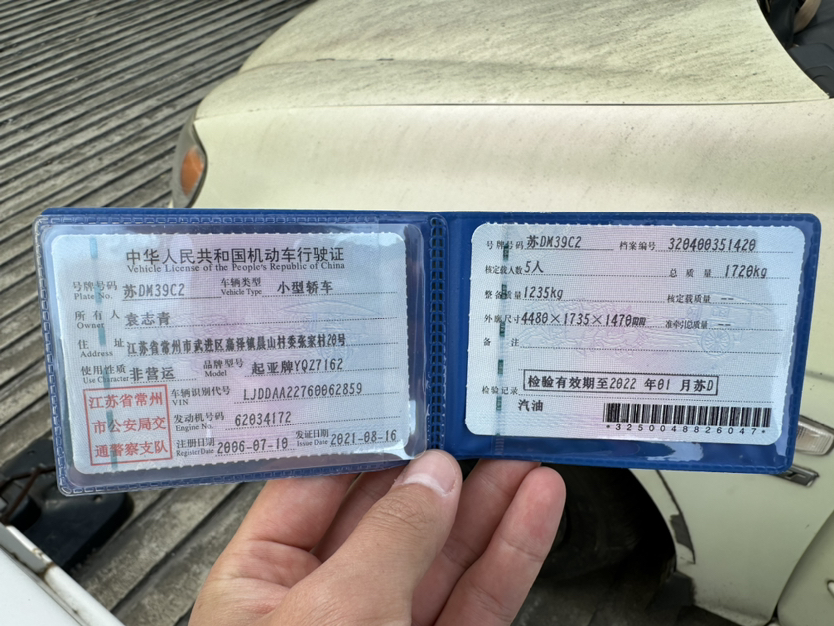 中华人民共和国机动车行驶证
Vehicle License of the People's Republic of China
号牌号码 苏DM39C2 车辆类型 小型轿车
Plate No. Vehicle Type
所有人 袁志青
Owner
住址 江苏省常州市武进区嘉泽镇晨山村委张家村20号
Address
使用性质 非营运 品牌型号 起亚牌YQZ7162
Use Character Model
江苏省常州
市公安局交
通警察支队
车辆识别代号 LJDDAA22760062859
VIN
发动机号码 62034172
Engine No.
注册日期 2006-07-10 发证日期 2021-08-16
Register Date Issue Date
号牌号码 苏DM39C2 档案编号 320400351420
核定载人数 5人 总质量 1720kg
整备质量 1235kg 核定载质量 --
外廓尺寸 4480×1735×1470mm 准牵引总质量 --
备注
检验记录 检验有效期至2022年01月苏D
汽油
*3250048826047*